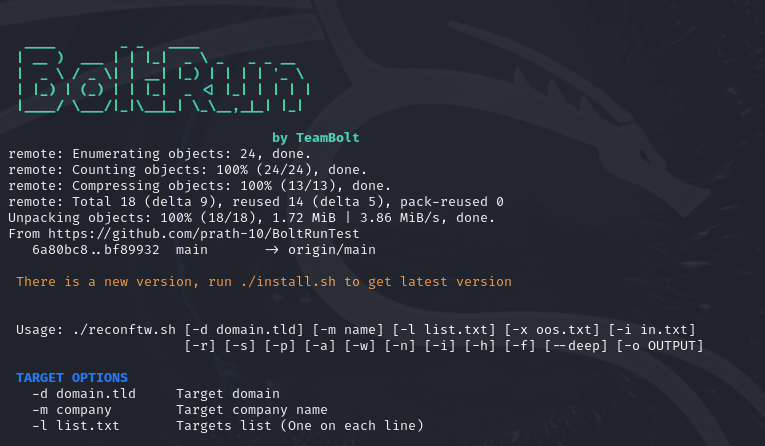 BoltRun
by TeamBolt
remote: Enumerating objects: 24, done.
remote: Counting objects: 100% (24/24), done.
remote: Compressing objects: 100% (13/13), done.
remote: Total 18 (delta 9), reused 14 (delta 5), pack-reused 0
Unpacking objects: 100% (18/18), 1.72 MiB | 3.86 MiB/s, done.
From https://github.com/prath-10/BoltRunTest
6a80bc8..bf89932  main       -> origin/main
There is a new version, run ./install.sh to get latest version
Usage: ./reconftw.sh [-d domain.tld] [-m name] [-l list.txt] [-x oos.txt] [-i in.txt]
[-r] [-s] [-p] [-a] [-w] [-n] [-i] [-h] [-f] [--deep] [-o OUTPUT]
TARGET OPTIONS
-d domain.tld     Target domain
-m company        Target company name
-l list.txt       Targets list (One on each line)